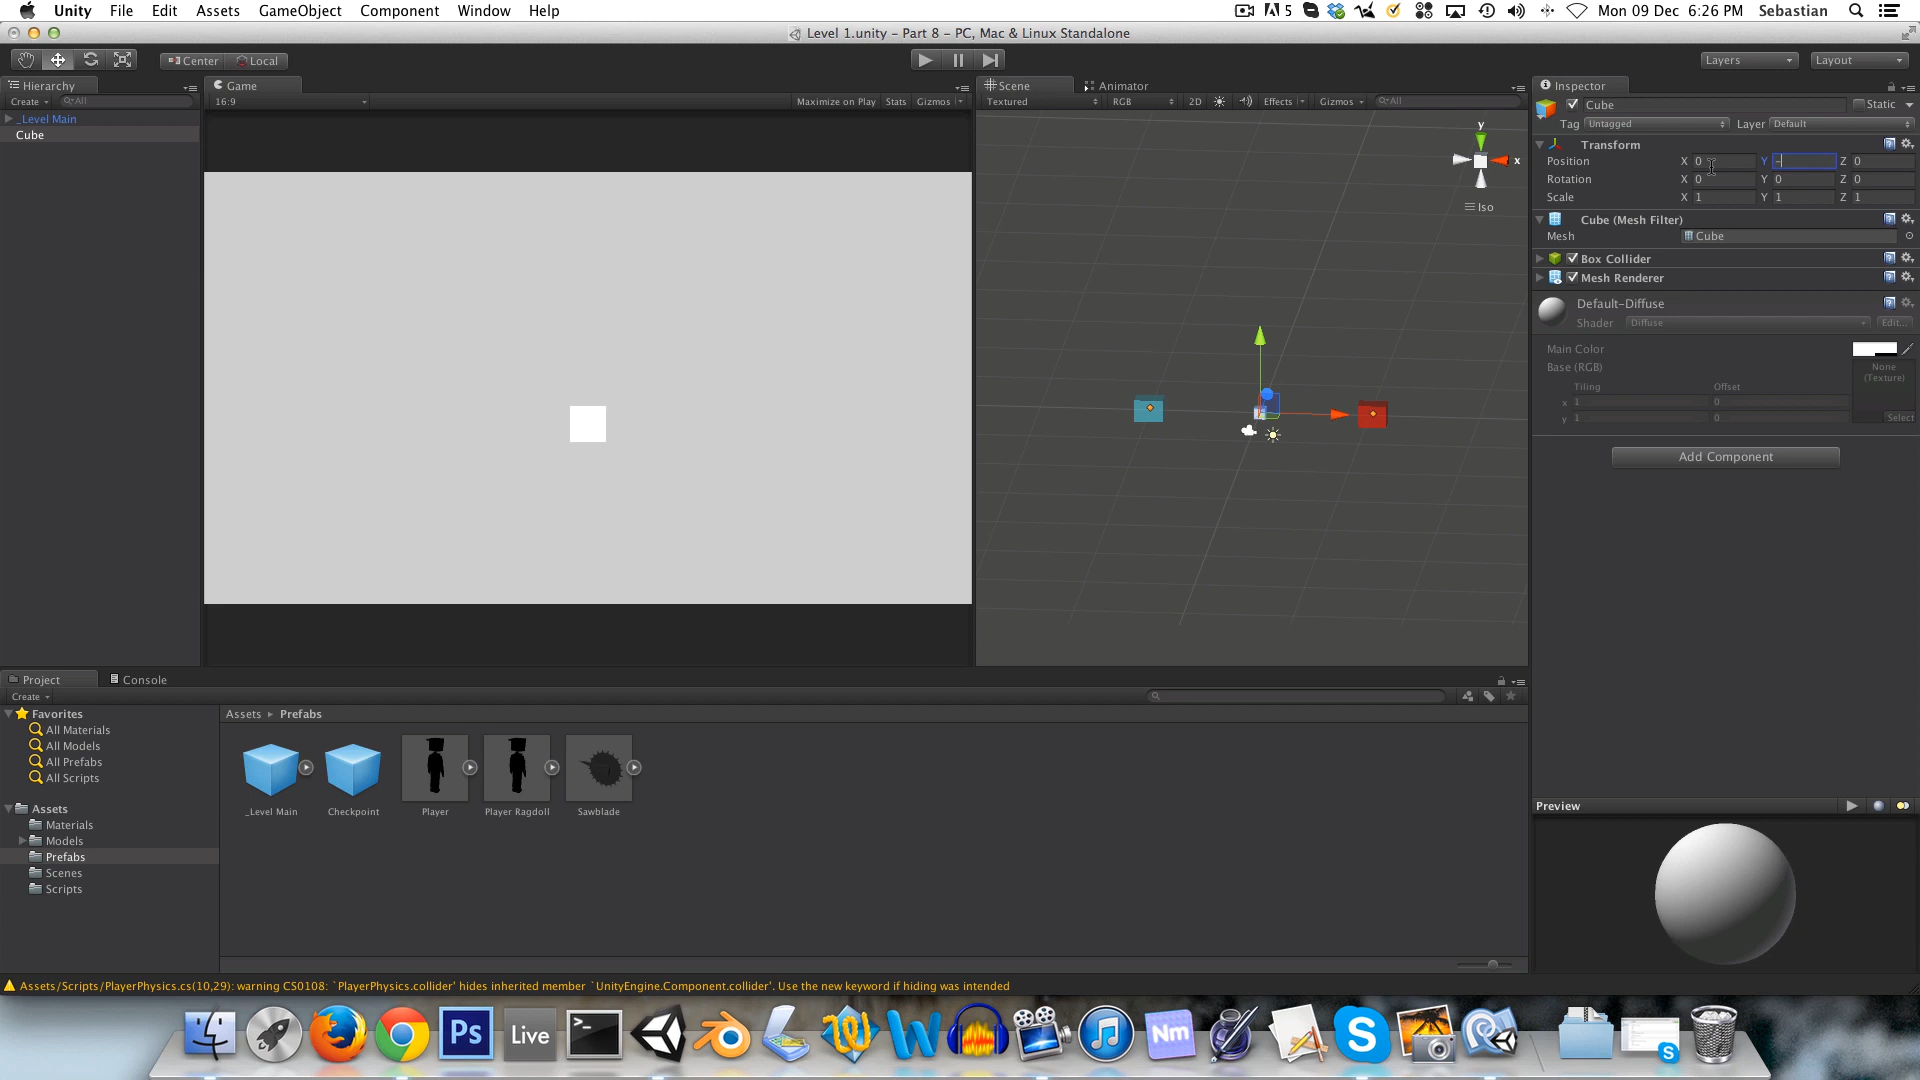 Unity File Edit Assets GameObject Component Window Help 5 Mon 09 Dec 6:26 PM Sebastian
Level 1.unity - Part 8 - PC, Mac & Linux Standalone
Center Local Layers Layout
Hierarchy
Create All
_Level Main
Cube
Game
16:9 Maximize on Play Stats Gizmos
Scene Animator
Textured RGB 2D Effects Gizmos All
y
x
Iso
Inspector
Cube Static
Tag Untagged Layer Default
Transform
Position X 0 Y - Z 0
Rotation X 0 Y 0 Z 0
Scale X 1 Y 1 Z 1
Cube (Mesh Filter)
Mesh Cube
Box Collider
Mesh Renderer
Default-Diffuse
Shader Diffuse Edit...
Main Color
Base (RGB)
None
(Texture)
Tiling Offset
x 1 0
y 1 0
Select
Add Component
Preview
Project Console
Create
Favorites
All Materials
All Models
All Prefabs
All Scripts
Assets
Materials
Models
Prefabs
Scenes
Scripts
Assets ▸ Prefabs
_Level Main Checkpoint Player Player Ragdoll Sawblade
Assets/Scripts/PlayerPhysics.cs(10,29): warning CS0108: `PlayerPhysics.collider' hides inherited member `UnityEngine.Component.collider'. Use the new keyword if hiding was intended
Ps Live >_ W Nm S